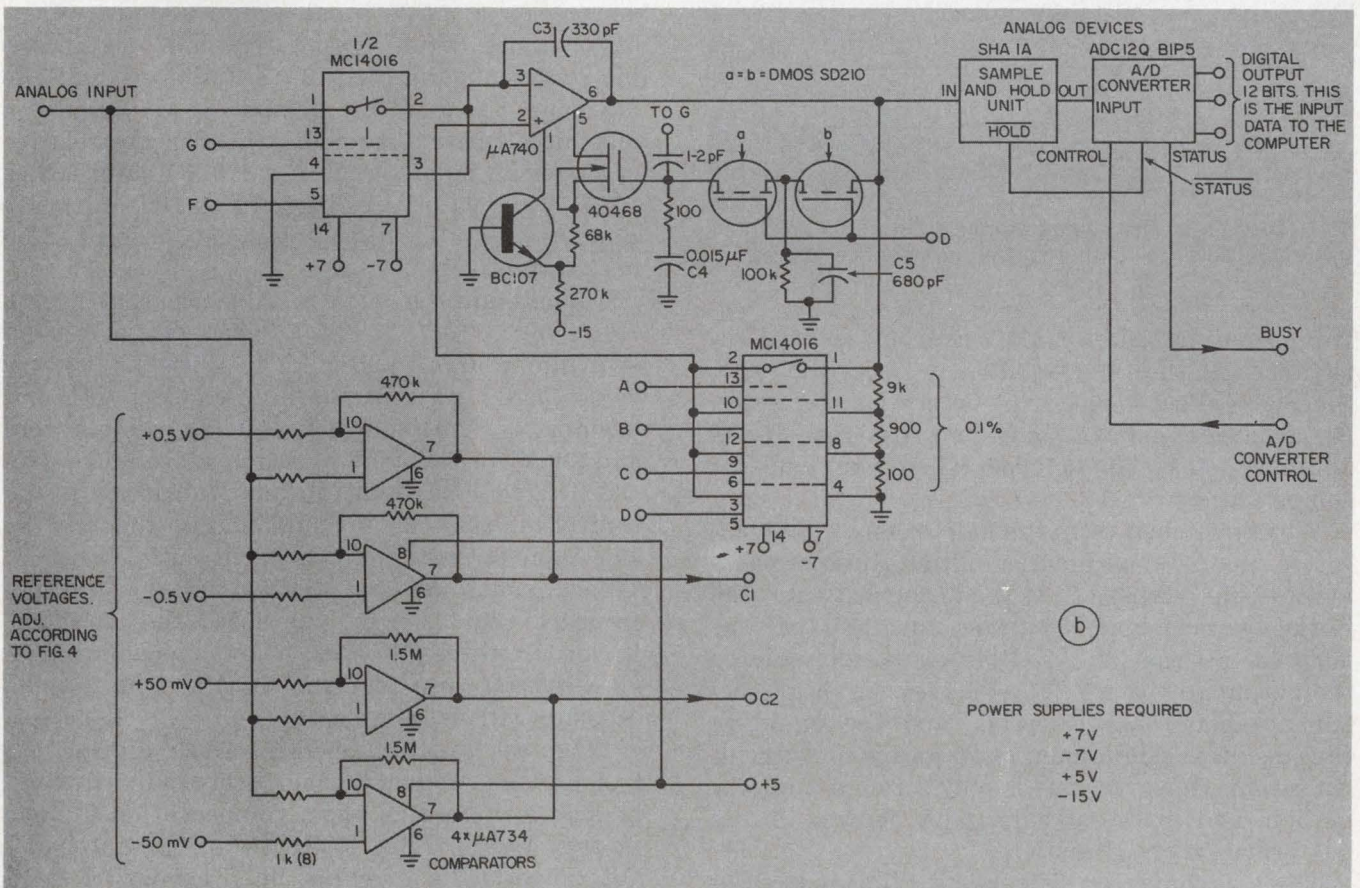 ANALOG INPUT
1/2
MC14016
1
2
G
13
4
3
F
5
14
7
+7
-7
C3
330 pF
3
-
2
+
6
5
1
μA740
BC107
40468
68k
270k
-15
TO G
1-2pF
100
0.015μF
C4
a = b = DMOS SD210
a
b
D
100k
C5
680pF
ANALOG DEVICES
SHA 1A
ADC12Q BIP5
SAMPLE
AND HOLD
UNIT
HOLD
IN
OUT
A/D
CONVERTER
INPUT
CONTROL
STATUS
STATUS
DIGITAL
OUTPUT
12 BITS. THIS
IS THE INPUT
DATA TO THE
COMPUTER
BUSY
A/D
CONVERTER
CONTROL
MC14016
2
1
A
13
10
11
B
12
8
C
9
6
4
D
3
5
14
7
+7
-7
9k
900
100
0.1%
REFERENCE
VOLTAGES.
ADJ.
ACCORDING
TO FIG. 4
+0.5 V
470k
10
1
7
6
-0.5 V
470k
10
8
1
7
6
C1
+50 mV
1.5M
10
1
7
6
C2
-50 mV
1.5M
10
8
1
7
6
+5
1 k (8)
4 x μA734
COMPARATORS
b
POWER SUPPLIES REQUIRED
+7V
-7V
+5V
-15V